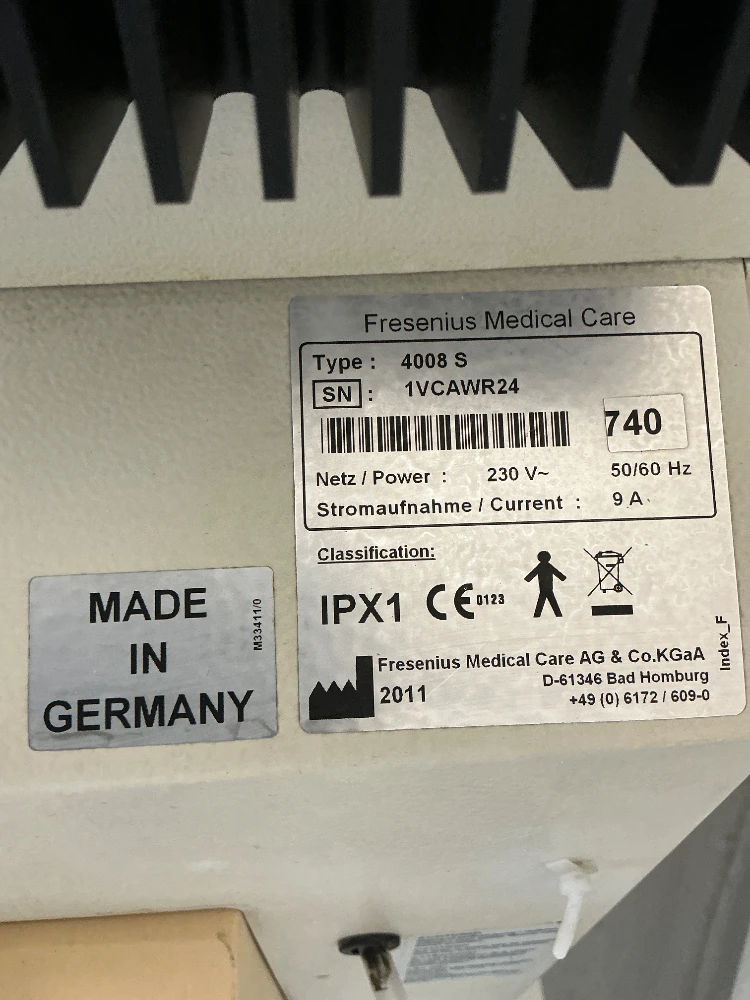 Fresenius Medical Care
Type : 4008 S
SN : 1VCAWR24
740
Netz / Power : 230 V~ 50/60 Hz
Stromaufnahme / Current : 9 A
Classification:
IPX1 CE 0123
Fresenius Medical Care AG & Co.KGaA
2011 D-61346 Bad Homburg
+49 (0) 6172 / 609-0
Index_F
MADE
IN
GERMANY
M33411/0